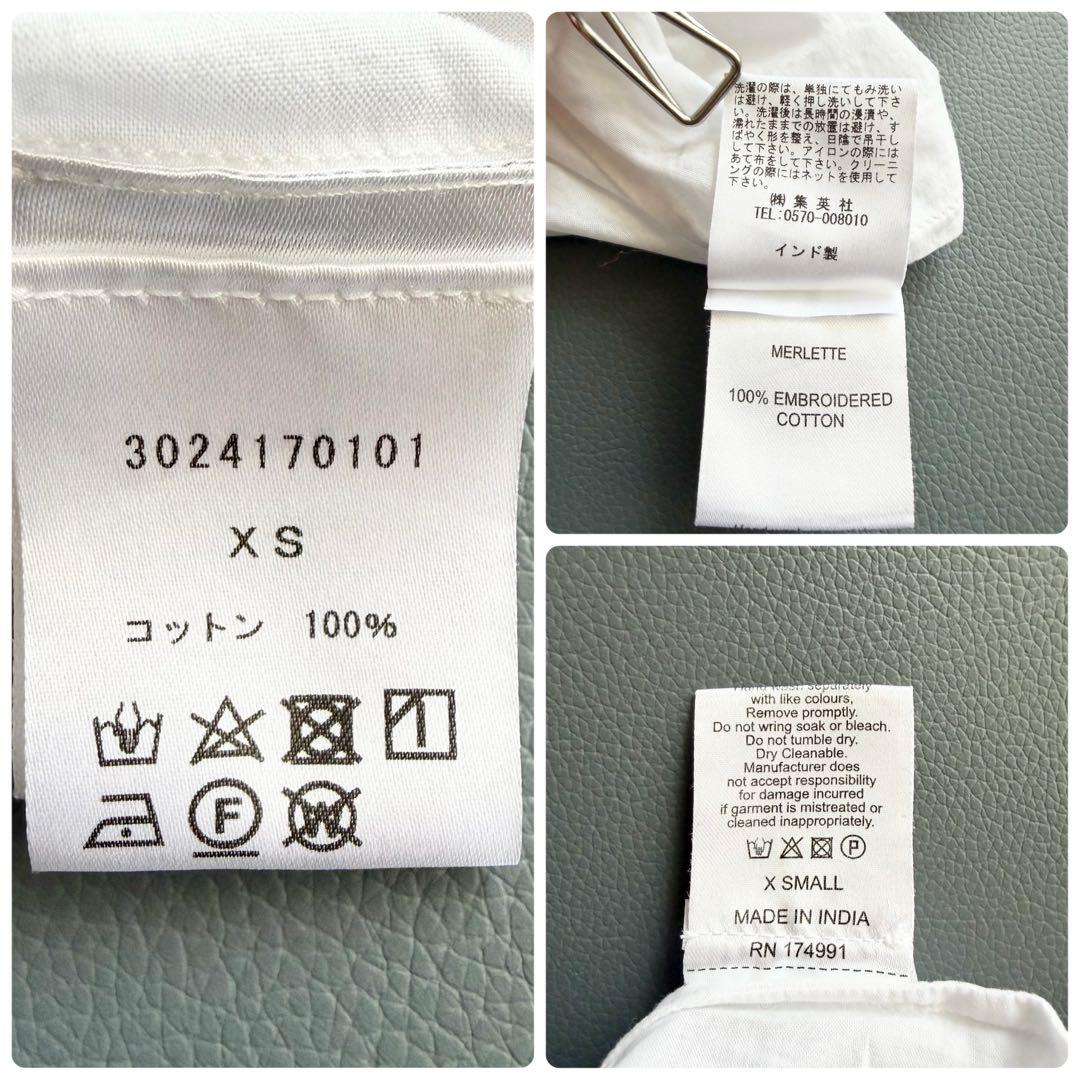 3024170101
XS
コットン 100%
F
W
洗濯の際は、単独にてもみ洗い
は避け、軽く押し洗いして下さ
い。洗濯後は長時間の浸漬や、
濡れたままでの放置は避け、す
ばやく形を整え、日陰で吊干し
して下さい。アイロンの際には
あて布をして下さい。クリーニ
ングの際にはネットを使用して
下さい。
㈱集英社
TEL:0570-008010
インド製
MERLETTE
100% EMBROIDERED
COTTON
Hand wash separately
with like colours,
Remove promptly.
Do not wring soak or bleach.
Do not tumble dry.
Dry Cleanable.
Manufacturer does
not accept responsibility
for damage incurred
if garment is mistreated or
cleaned inappropriately.
P
X SMALL
MADE IN INDIA
RN 174991